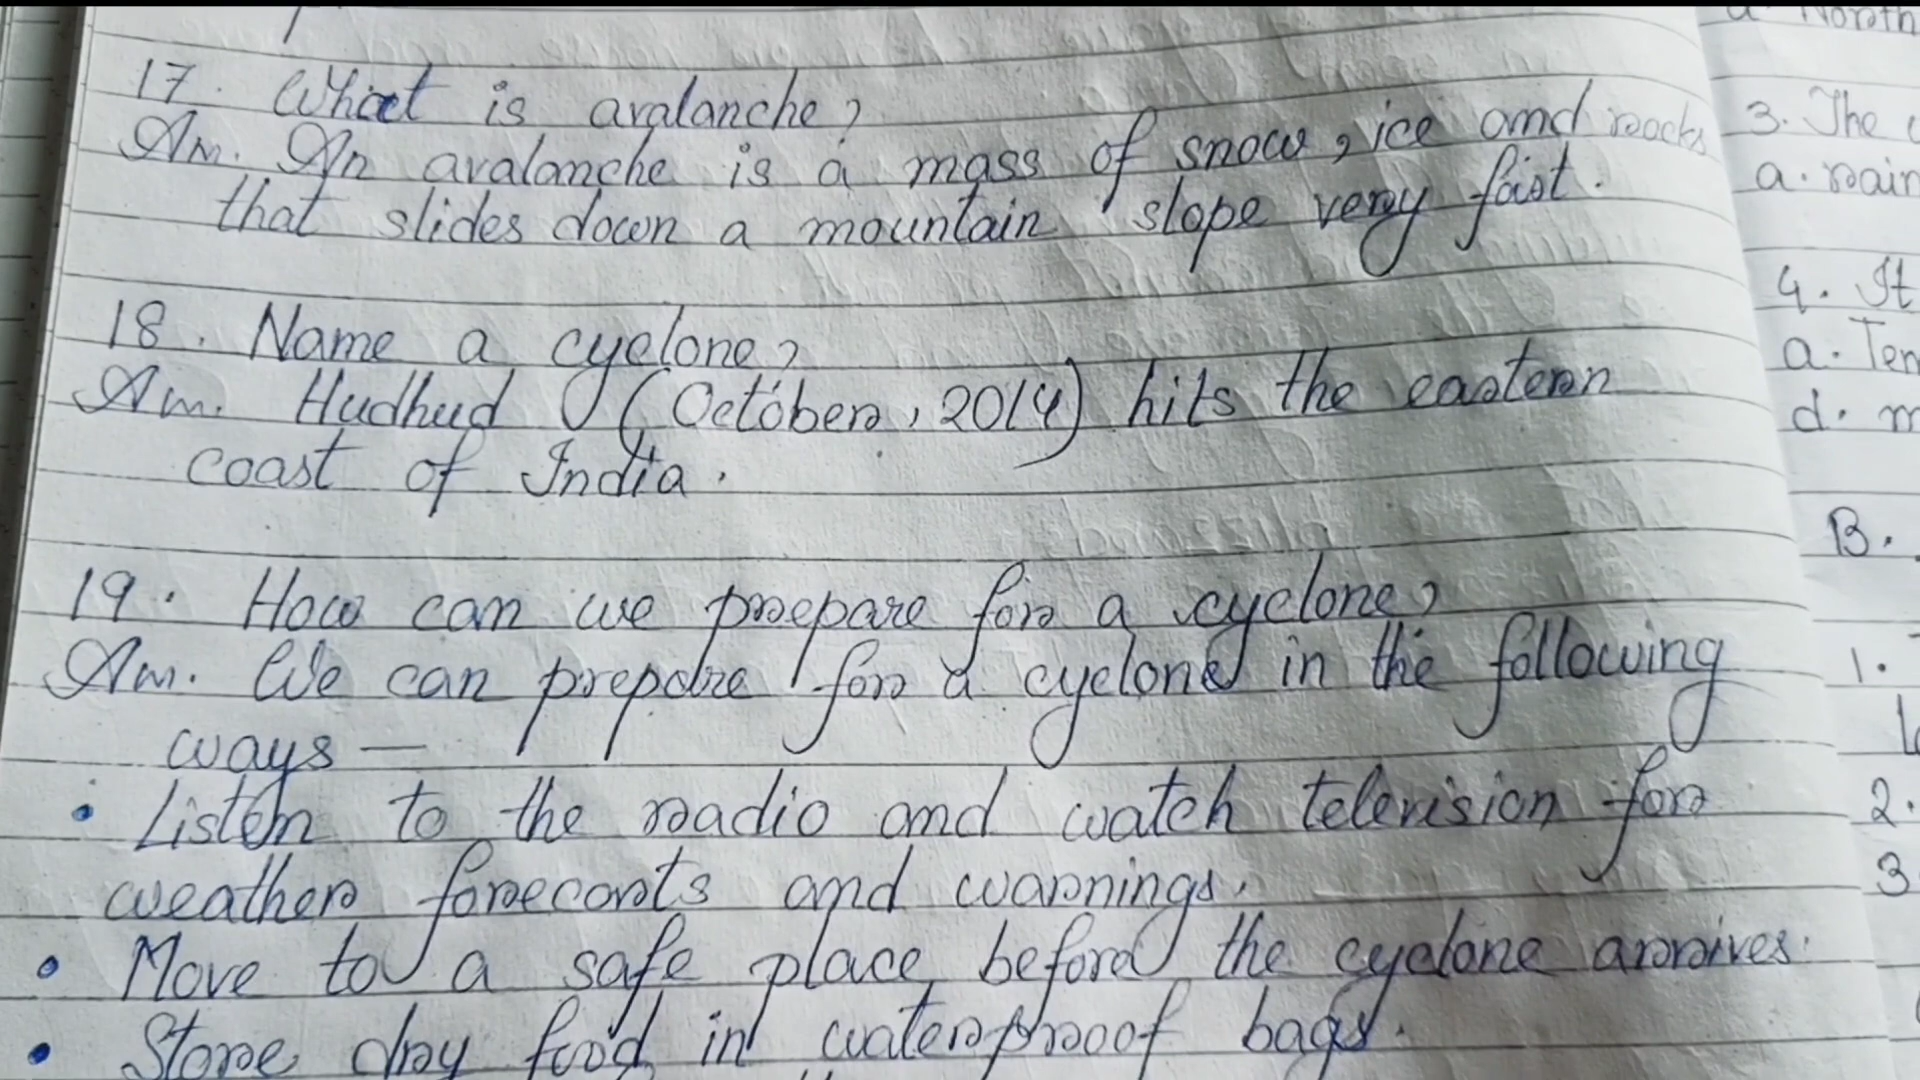 17. What is avalanche?
Ans. An avalanche is a mass of snow, ice and rocks
that slides down a mountain slope very fast.
18. Name a cyclone?
Ans. Hudhud (October, 2014) hits the eastern
coast of India.
19. How can we prepare for a cyclone?
Ans. We can prepare for a cyclone in the following
ways —
• Listen to the radio and watch television for
weather forecasts and warnings.
• Move to a safe place before the cyclone arrives.
• Store dry food in waterproof bags.
North
3. The
a. rain
4. It
a.
d.
B.
1.
2.
3